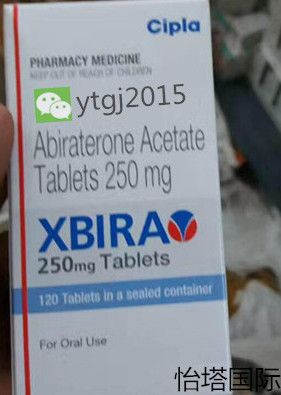 Cipla
PHARMACY MEDICINE
KEEP OUT OF REACH OF CHILDREN
ytgj2015
Abiraterone Acetate
Tablets 250 mg
XBIRA
250mg Tablets
120 Tablets in a sealed container
For Oral Use
怡塔国际